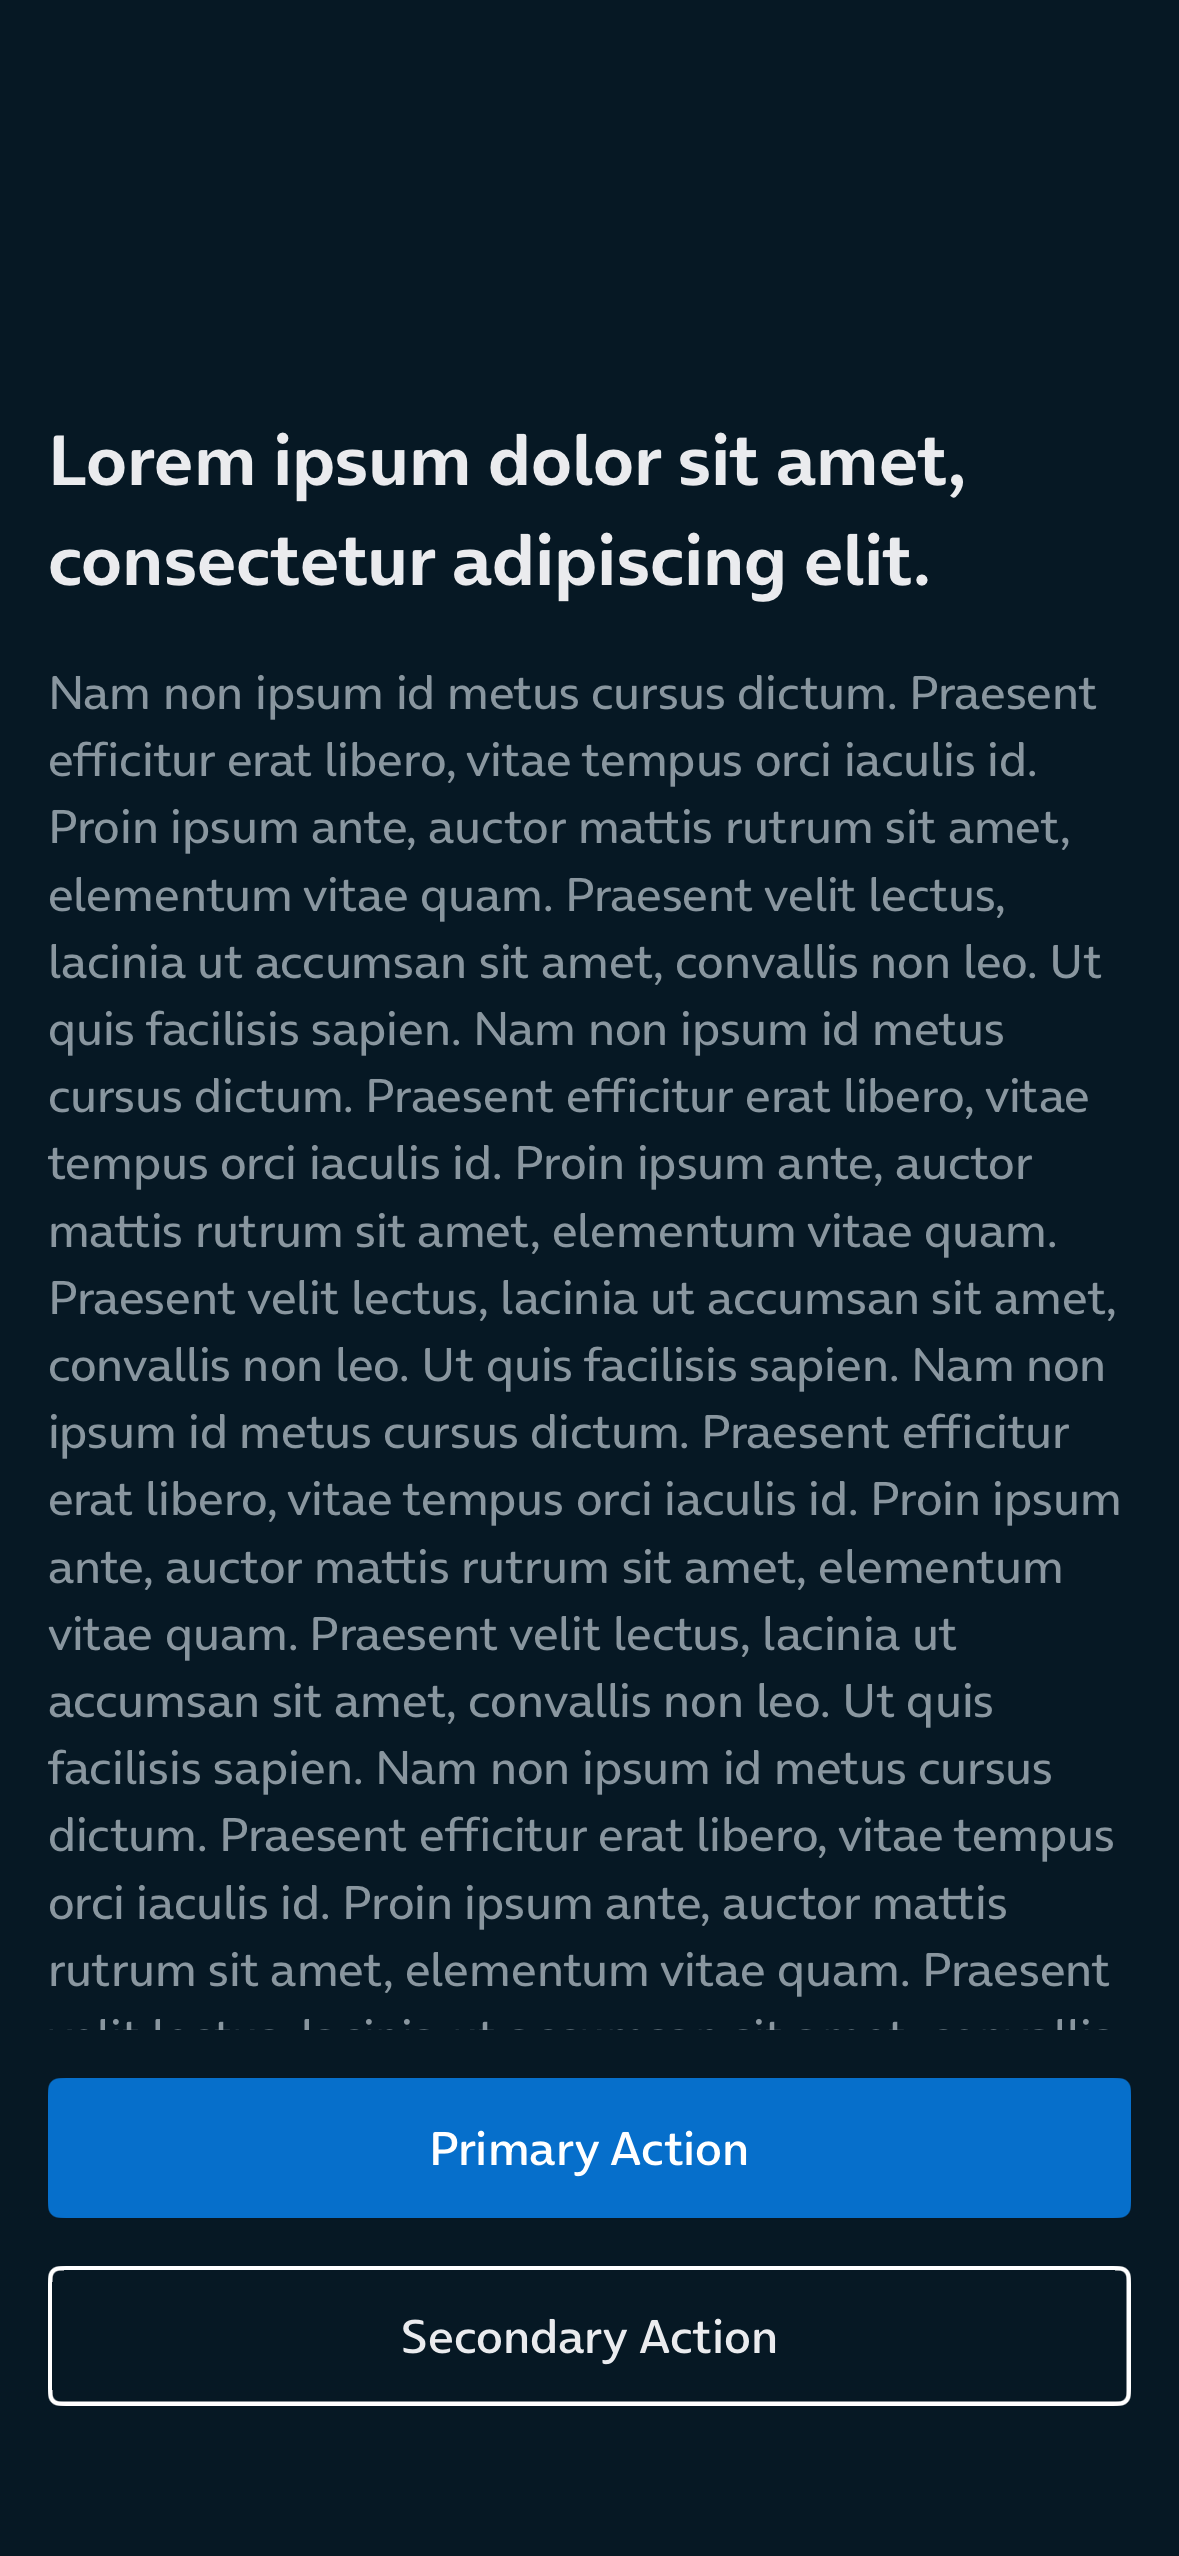 Lorem ipsum dolor sit amet,
consectetur adipiscing elit.
Nam non ipsum id metus cursus dictum. Praesent
efficitur erat libero, vitae tempus orci iaculis id.
Proin ipsum ante, auctor mattis rutrum sit amet,
elementum vitae quam. Praesent velit lectus,
lacinia ut accumsan sit amet, convallis non leo. Ut
quis facilisis sapien. Nam non ipsum id metus
cursus dictum. Praesent efficitur erat libero, vitae
tempus orci iaculis id. Proin ipsum ante, auctor
mattis rutrum sit amet, elementum vitae quam.
Praesent velit lectus, lacinia ut accumsan sit amet,
convallis non leo. Ut quis facilisis sapien. Nam non
ipsum id metus cursus dictum. Praesent efficitur
erat libero, vitae tempus orci iaculis id. Proin ipsum
ante, auctor mattis rutrum sit amet, elementum
vitae quam. Praesent velit lectus, lacinia ut
accumsan sit amet, convallis non leo. Ut quis
facilisis sapien. Nam non ipsum id metus cursus
dictum. Praesent efficitur erat libero, vitae tempus
orci iaculis id. Proin ipsum ante, auctor mattis
rutrum sit amet, elementum vitae quam. Praesent
Primary Action
Secondary Action